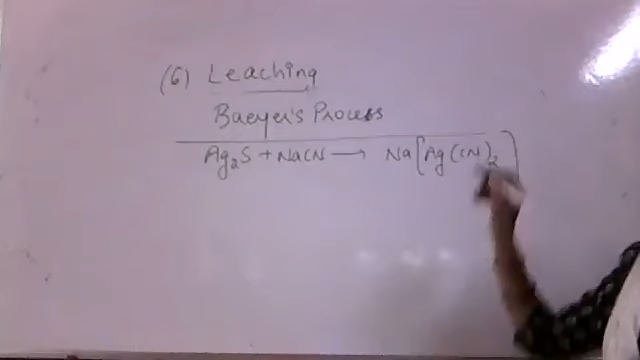 (6) Leaching
Baeyer's Process
Ag₂S + NaCN ⟶ Na[Ag(CN)₂]